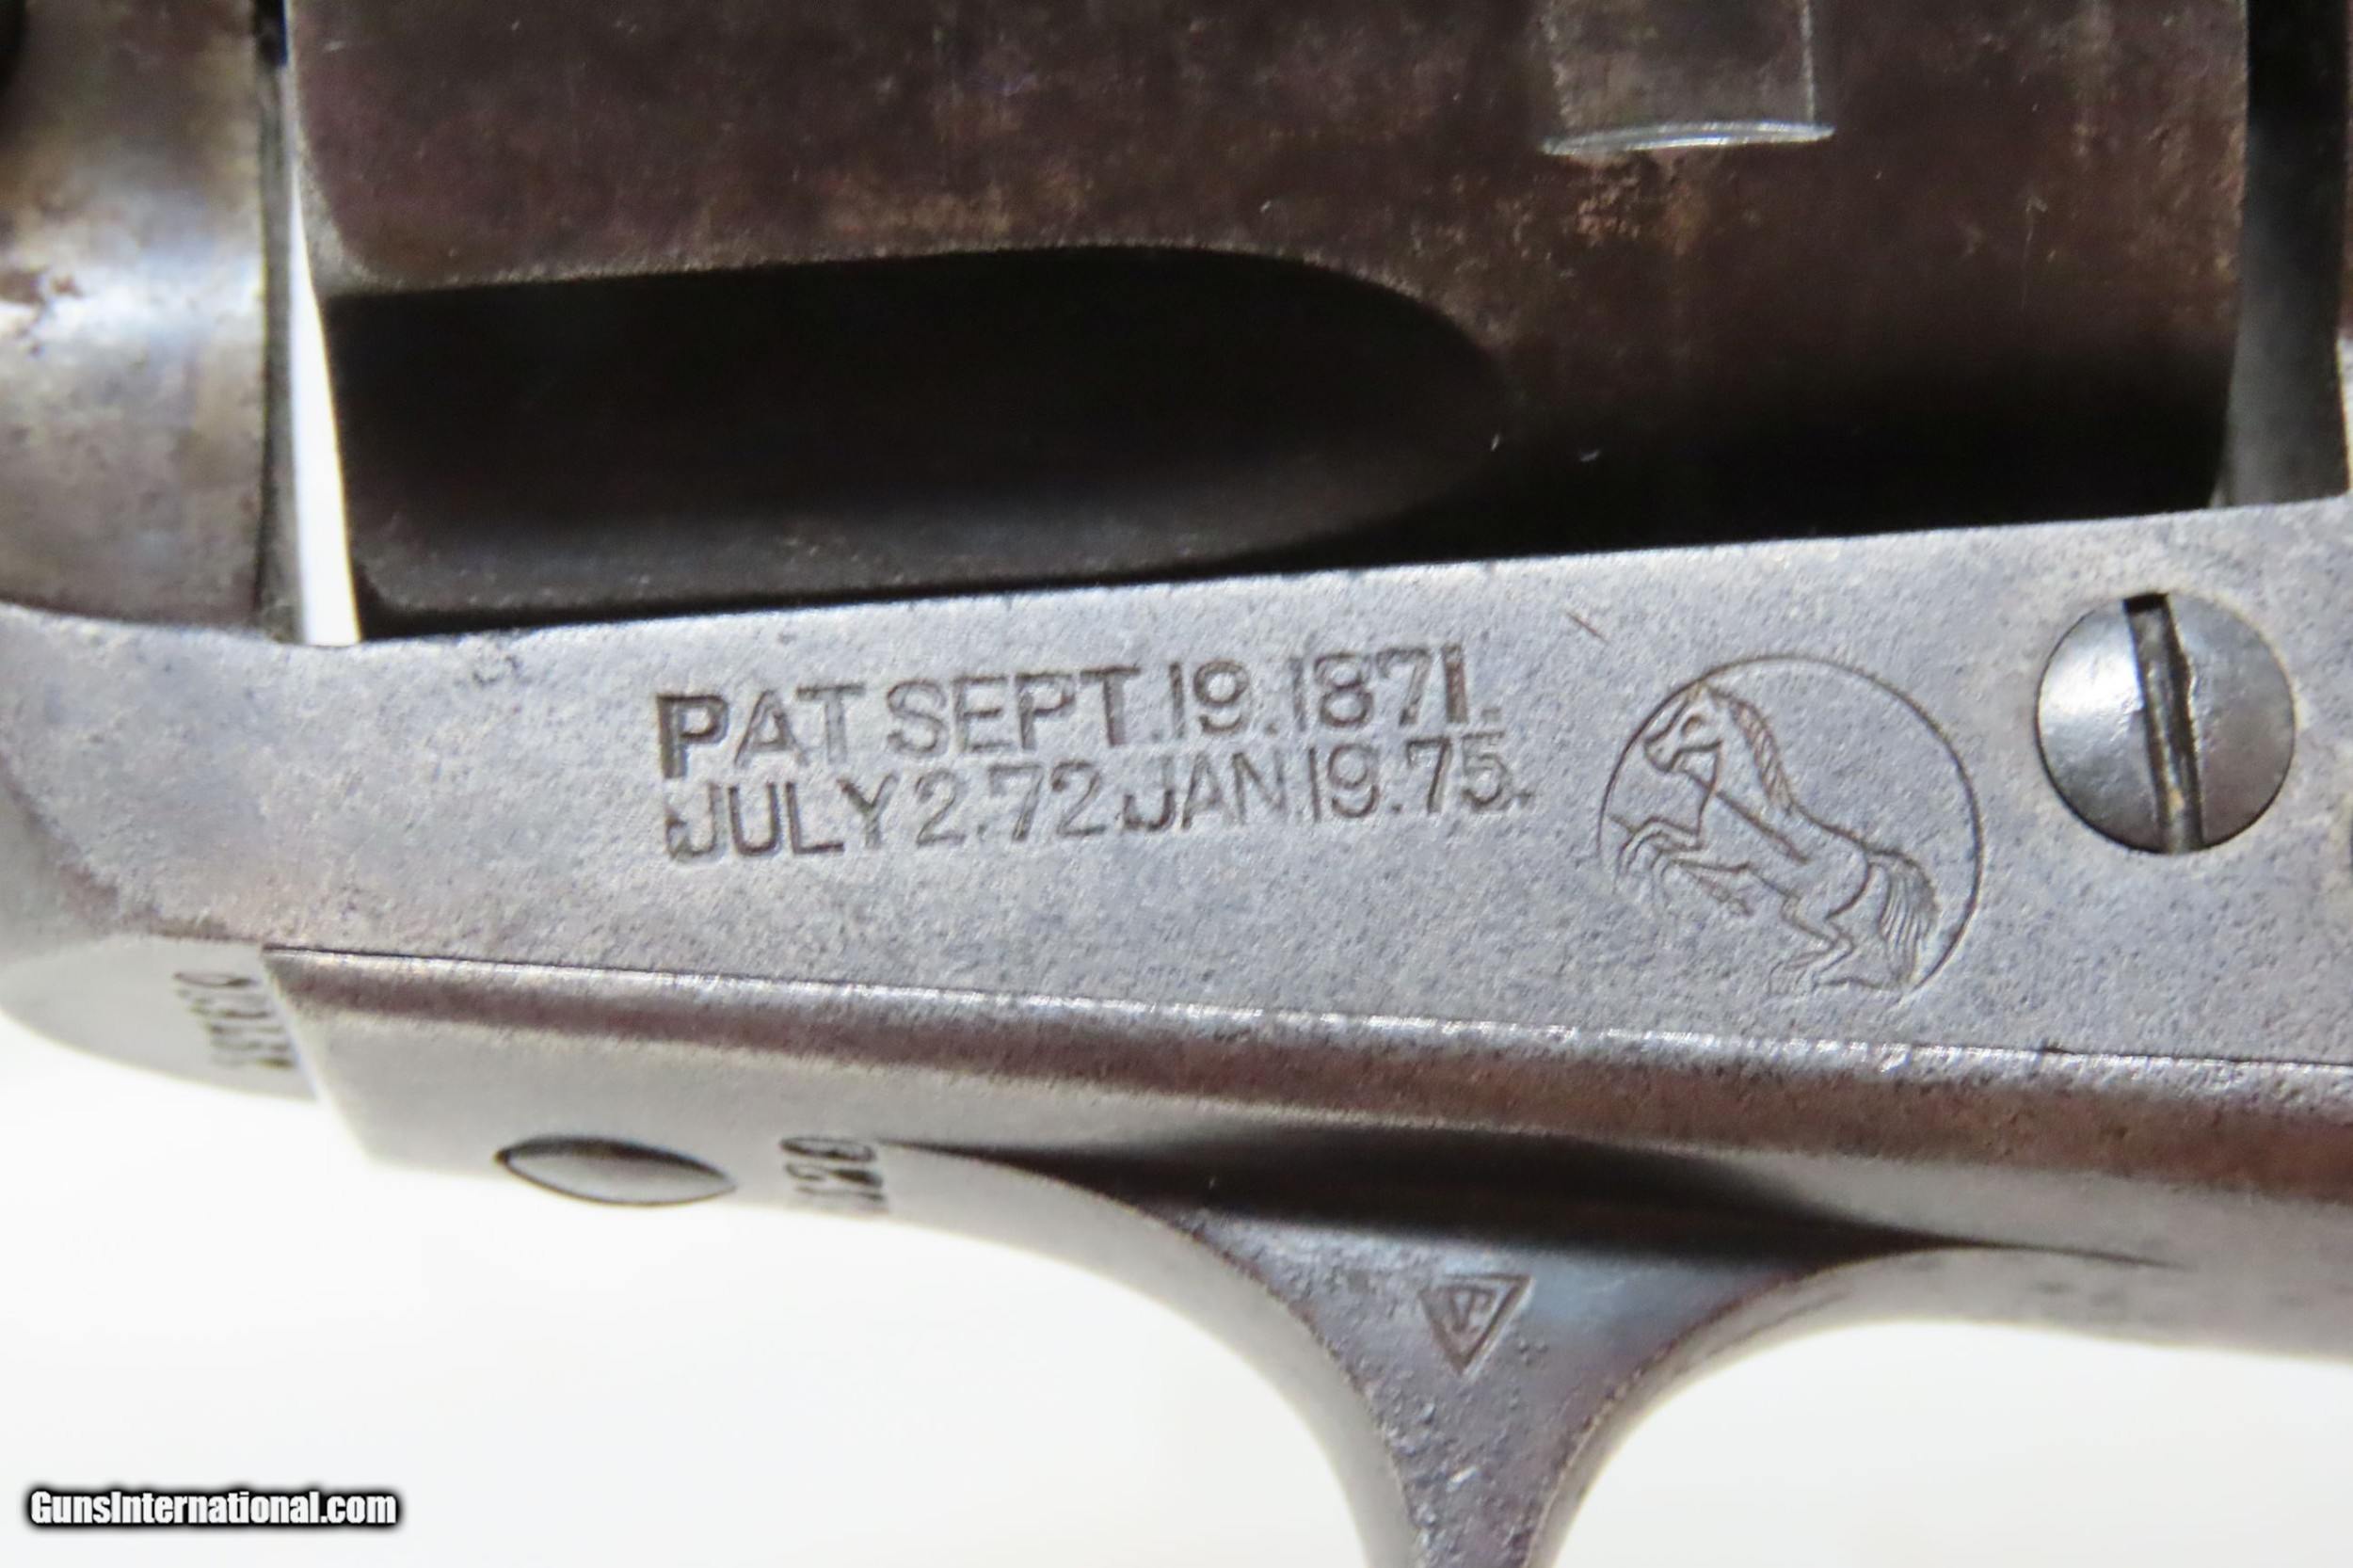 PAT SEPT.19.1871.
JULY 2.72.JAN.19.75.
GunsInternational.com